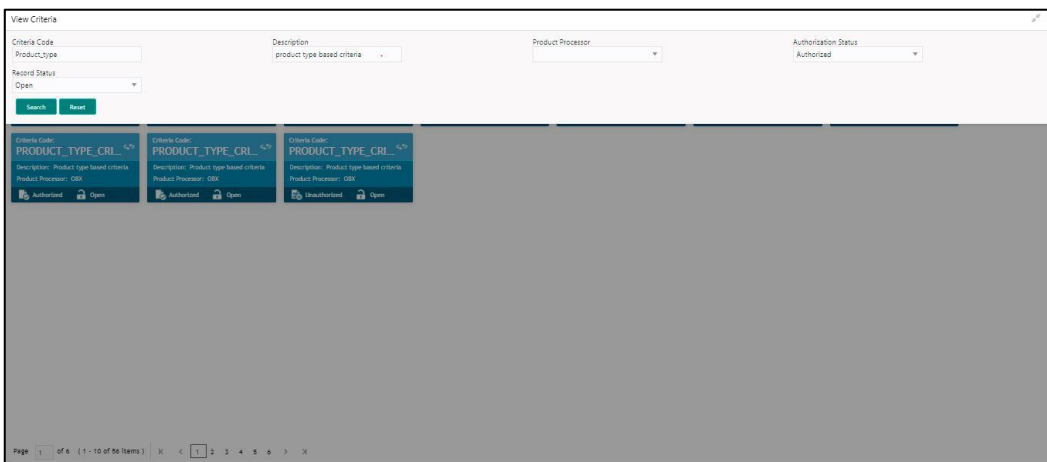 View Criteria
Criteria Code Description Product Processor Authorization Status
Product_type product type based criteria Authorized
Record Status
Open
Search Reset
Criteria Code: Criteria Code: Criteria Code:
PRODUCT_TYPE_CRI... PRODUCT_TYPE_CRI... PRODUCT_TYPE_CRI...
Description: Product type based criteria Description: Product type based criteria Description: Product type based criteria
Product Processor: OBX Product Processor: OBX Product Processor: OBX
Authorized Open Authorized Open Unauthorized Open
Page 1 of 6 (1 - 10 of 56 items) K < 1 2 3 4 5 6 > X